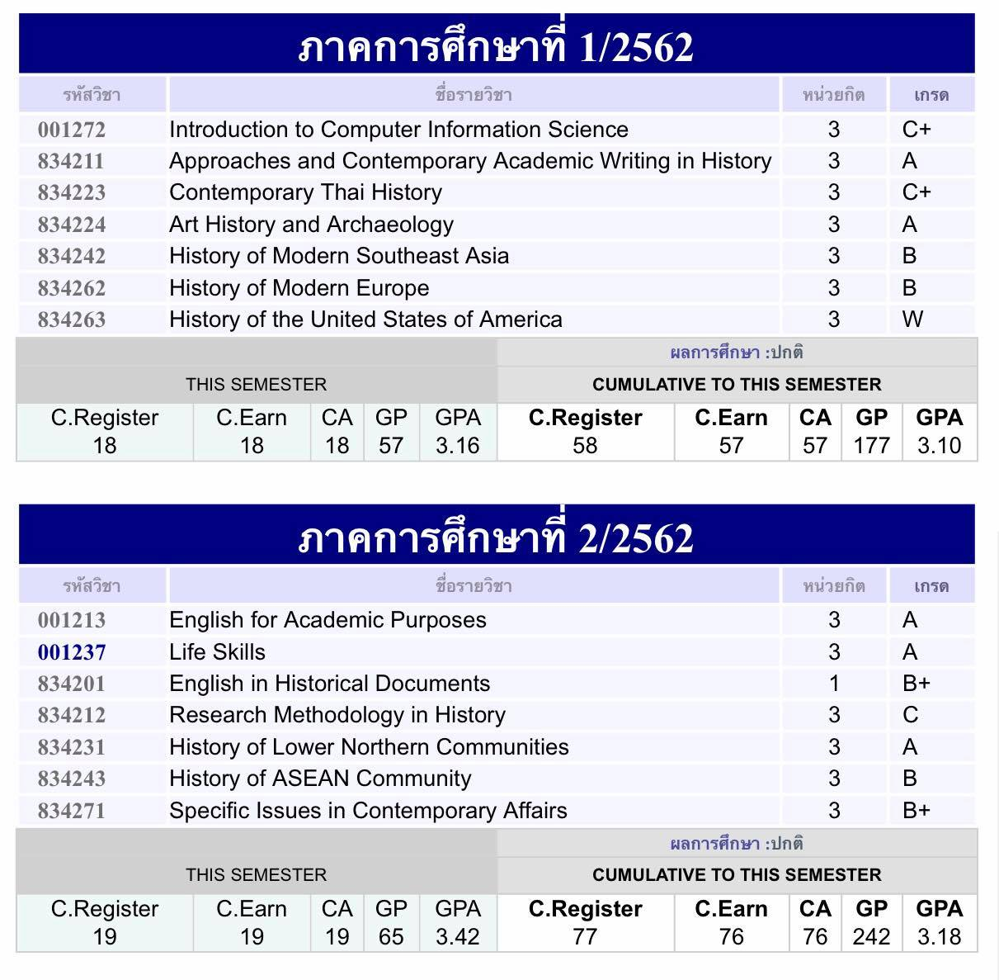 ภาคการศึกษาที่ 1/2562
รหัสวิชา ชื่อรายวิชา หน่วยกิต เกรด
001272 Introduction to Computer Information Science 3 C+
834211 Approaches and Contemporary Academic Writing in History 3 A
834223 Contemporary Thai History 3 C+
834224 Art History and Archaeology 3 A
834242 History of Modern Southeast Asia 3 B
834262 History of Modern Europe 3 B
834263 History of the United States of America 3 W
ผลการศึกษา :ปกติ
THIS SEMESTER CUMULATIVE TO THIS SEMESTER
C.Register C.Earn CA GP GPA C.Register C.Earn CA GP GPA
18 18 18 57 3.16 58 57 57 177 3.10
ภาคการศึกษาที่ 2/2562
รหัสวิชา ชื่อรายวิชา หน่วยกิต เกรด
001213 English for Academic Purposes 3 A
001237 Life Skills 3 A
834201 English in Historical Documents 1 B+
834212 Research Methodology in History 3 C
834231 History of Lower Northern Communities 3 A
834243 History of ASEAN Community 3 B
834271 Specific Issues in Contemporary Affairs 3 B+
ผลการศึกษา :ปกติ
THIS SEMESTER CUMULATIVE TO THIS SEMESTER
C.Register C.Earn CA GP GPA C.Register C.Earn CA GP GPA
19 19 19 65 3.42 77 76 76 242 3.18